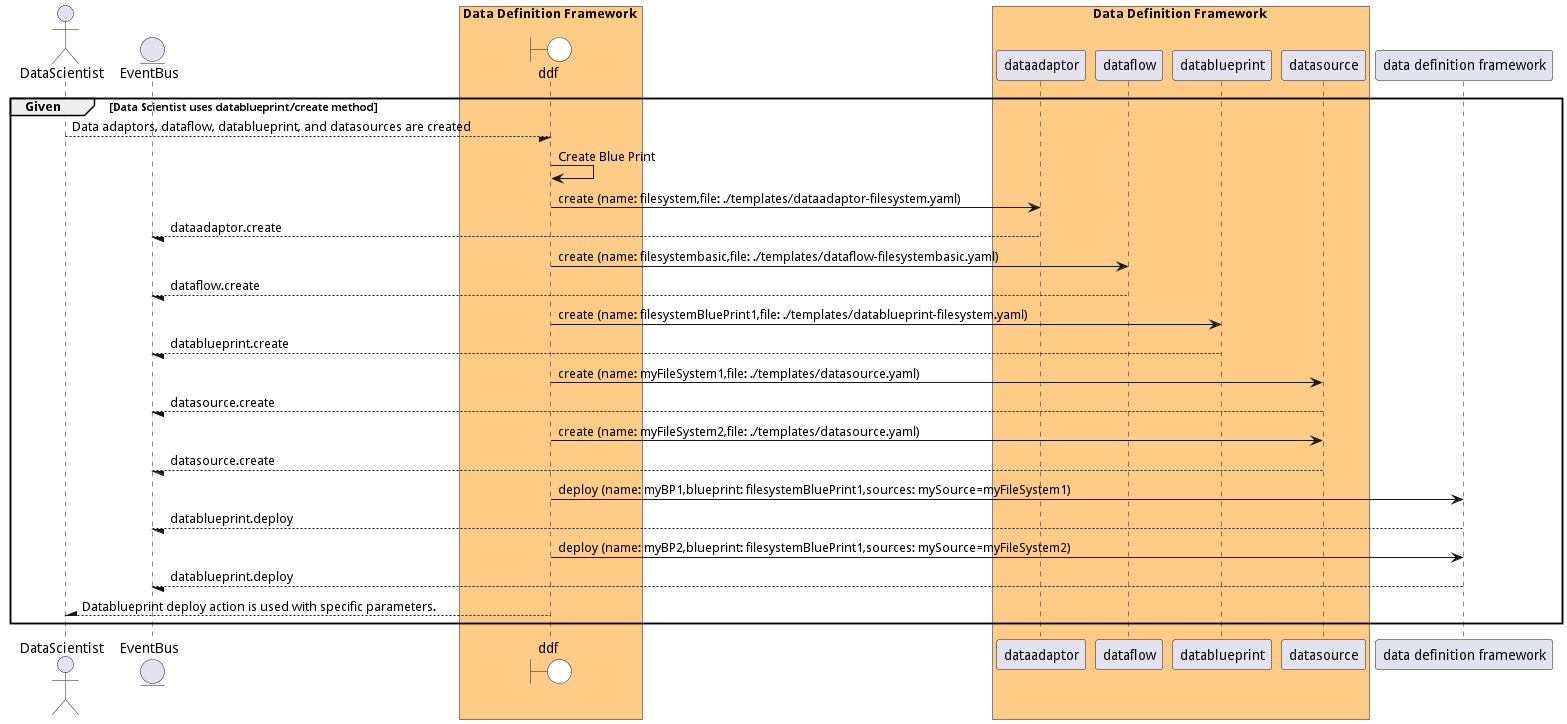 Data Definition Framework
Data Definition Framework
DataScientist
EventBus
ddf
dataadaptor
dataflow
datablueprint
datasource
data definition framework
Given
[Data Scientist uses datablueprint/create method]
Data adaptors, dataflow, datablueprint, and datasources are created
Create Blue Print
create (name: filesystem,file: ./templates/dataadaptor-filesystem.yaml)
dataadaptor.create
create (name: filesystembasic,file: ./templates/dataflow-filesystembasic.yaml)
dataflow.create
create (name: filesystemBluePrint1,file: ./templates/datablueprint-filesystem.yaml)
datablueprint.create
create (name: myFileSystem1,file: ./templates/datasource.yaml)
datasource.create
create (name: myFileSystem2,file: ./templates/datasource.yaml)
datasource.create
deploy (name: myBP1,blueprint: filesystemBluePrint1,sources: mySource=myFileSystem1)
datablueprint.deploy
deploy (name: myBP2,blueprint: filesystemBluePrint1,sources: mySource=myFileSystem2)
datablueprint.deploy
Datablueprint deploy action is used with specific parameters.
DataScientist
EventBus
ddf
dataadaptor
dataflow
datablueprint
datasource
data definition framework